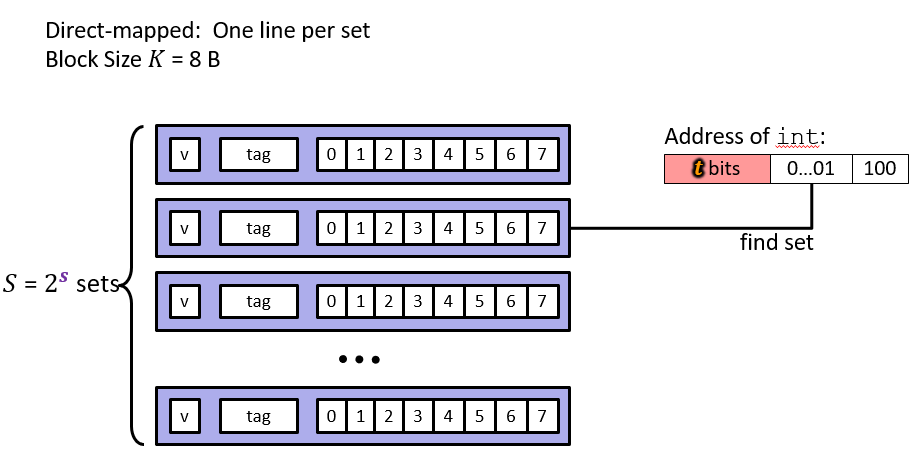 Direct-mapped: One line per set
Block Size K = 8 B
Address of int:
v tag 0 1 2 3 4 5 6 7
t bits 0...01 100
v tag 0 1 2 3 4 5 6 7
find set
S = 2^s sets
v tag 0 1 2 3 4 5 6 7
•••
v tag 0 1 2 3 4 5 6 7